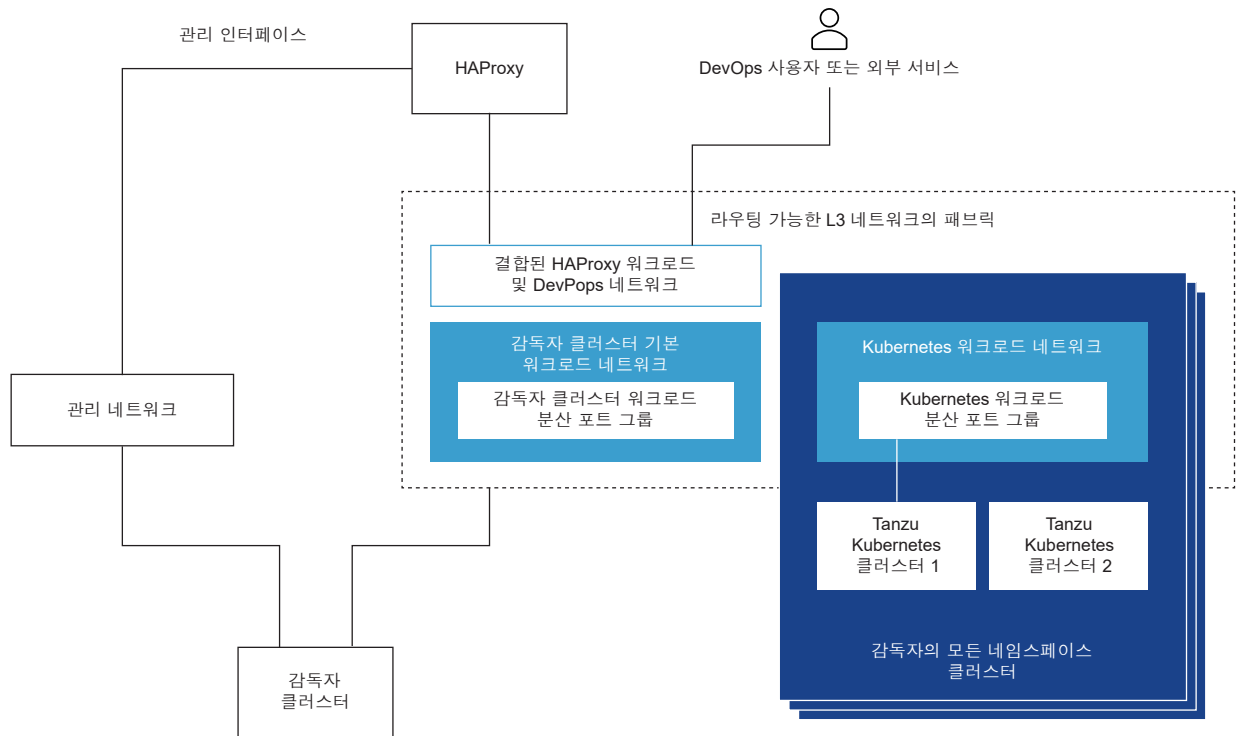 관리 인터페이스
HAProxy
DevOps 사용자 또는 외부 서비스
라우팅 가능한 L3 네트워크의 패브릭
결합된 HAProxy 워크로드
및 DevPops 네트워크
감독자 클러스터 기본
워크로드 네트워크
감독자 클러스터 워크로드
분산 포트 그룹
Kubernetes 워크로드 네트워크
Kubernetes 워크로드
분산 포트 그룹
관리 네트워크
Tanzu
Kubernetes
클러스터 1
Tanzu
Kubernetes
클러스터 2
감독자의 모든 네임스페이스
클러스터
감독자
클러스터